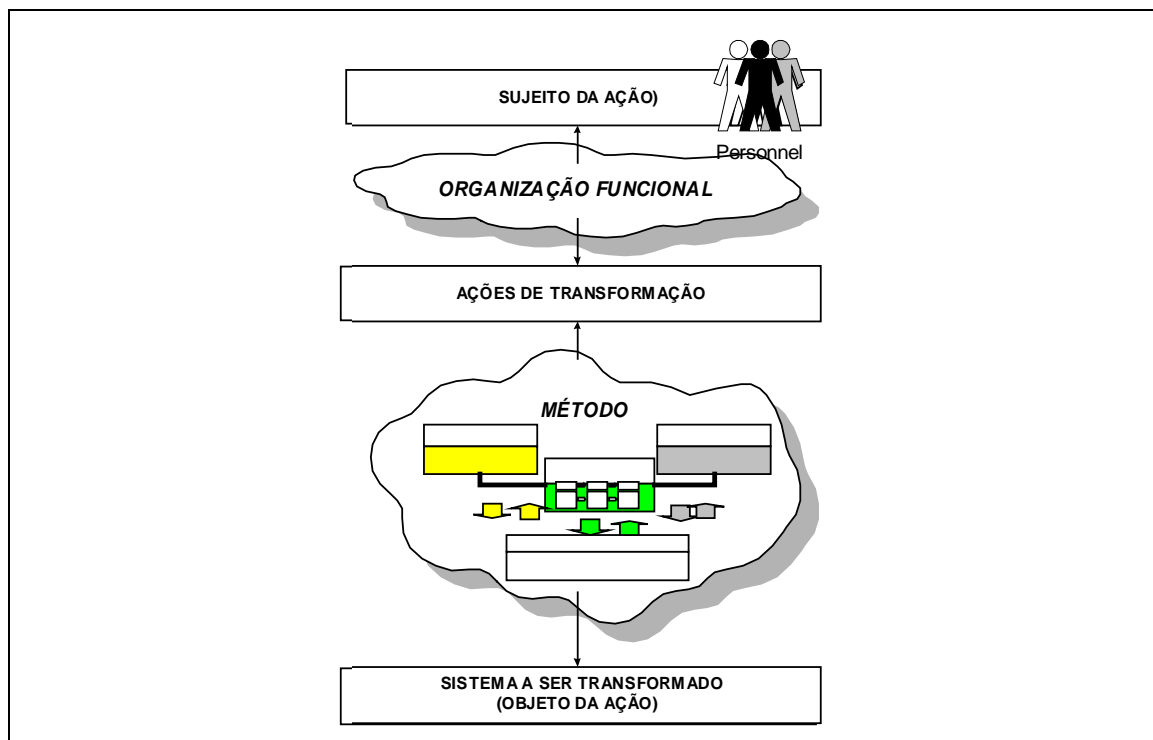 SUJEITO DA AÇÃO)
Personnel
ORGANIZAÇÃO FUNCIONAL
AÇÕES DE TRANSFORMAÇÃO
MÉTODO
SISTEMA A SER TRANSFORMADO
(OBJETO DA AÇÃO)